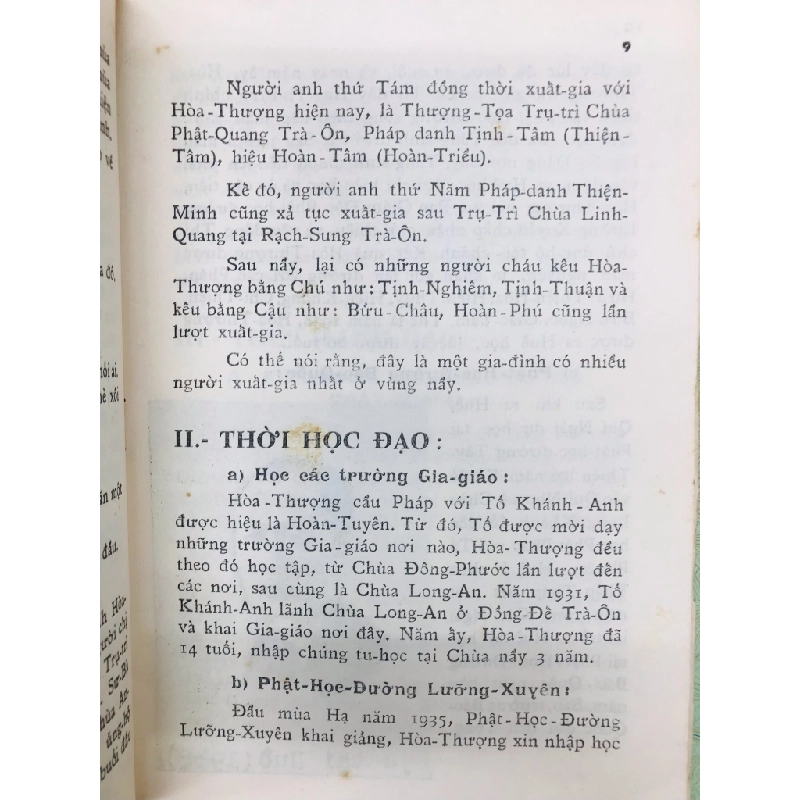 9
Người anh thứ Tám đồng thời xuất-gia với
Hòa-Thượng hiện nay, là Thượng-Tọa Trụ-trì Chùa
Phật-Quang Trà-Ôn, Pháp danh Tịnh-Tâm (Thiện-
Tâm), hiệu Hoàn-Tâm (Hoàn-Triều).
Kề đó, người anh thứ Năm Pháp-danh Thiện-
Minh cũng xả tục xuất-gia sau Trụ-Trì Chùa Linh-
Quang tại Rạch-Sung Trà-Ôn.
Sau nầy, lại có những người cháu kêu Hòa-
Thượng bằng Chú như: Tịnh-Nghiêm, Tịnh-Thuận và
kêu bằng Cậu như: Bửu-Châu, Hoàn-Phú cũng lần
lượt xuất-gia.
Có thể nói rằng, đây là một gia-đình có nhiều
người xuất-gia nhất ở vùng nầy.
II.- THỜI HỌC ĐẠO:
a) Học các trường Gia-giáo:
Hòa-Thượng cầu Pháp với Tổ Khánh-Anh
được hiệu là Hoàn-Tuyên. Từ đó, Tổ được mời dạy
những trường Gia-giáo nơi nào, Hòa-Thượng đều
theo đó học tập, từ Chùa Đông-Phước lần lượt đến
các nơi, sau cùng là Chùa Long-An. Năm 1931, Tổ
Khánh-Anh lãnh Chùa Long-An ở Đồng-Đế Trà-Ôn
và khai Gia-giáo nơi đây. Năm ấy, Hòa-Thượng đã
14 tuổi, nhập chúng tu-học tại Chùa nầy 3 năm.
b) Phật-Học-Đường Lưỡng-Xuyên:
Đầu mùa Hạ năm 1935, Phật-Học-Đường
Lưỡng-Xuyên khai giảng, Hòa-Thượng xin nhập học